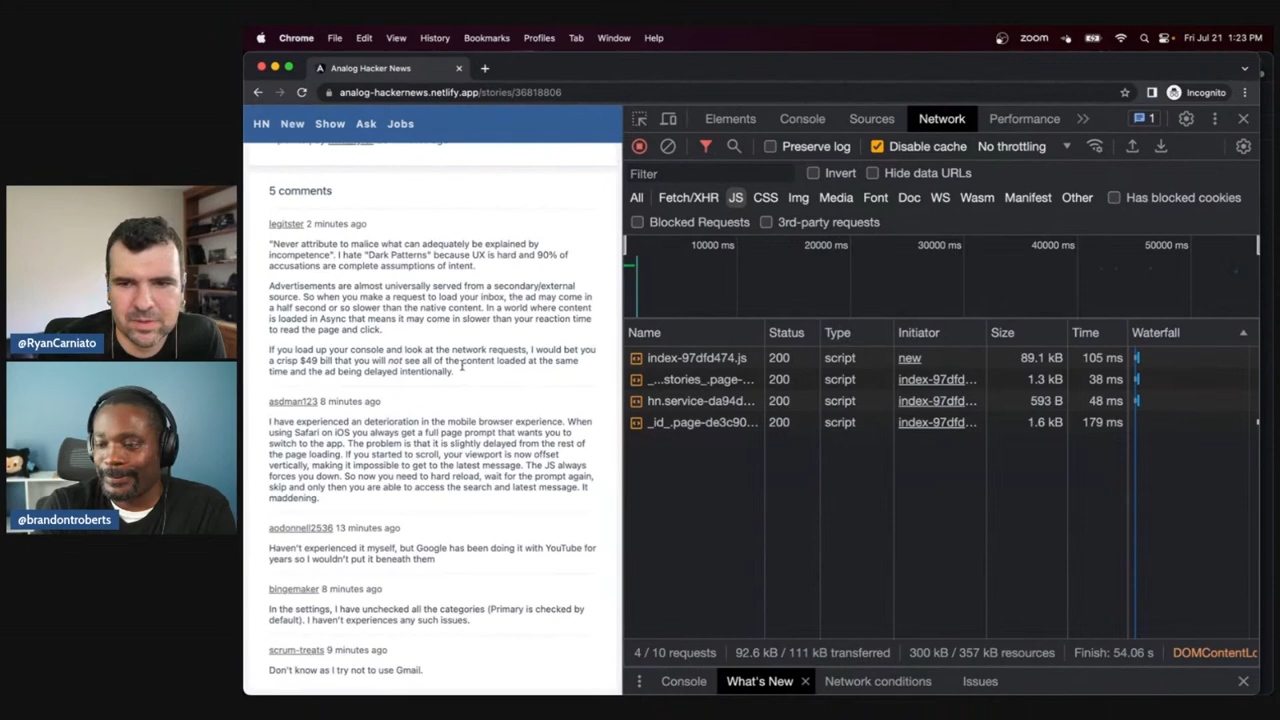 Chrome File Edit View History Bookmarks Profiles Tab Window Help
zoom
Fri Jul 21 1:23 PM
Analog Hacker News
analog-hackernews.netlify.app/stories/36818806
Incognito
HN New Show Ask Jobs
5 comments
legitster 2 minutes ago
"Never attribute to malice what can adequately be explained by
incompetence". I hate "Dark Patterns" because UX is hard and 90% of
accusations are complete assumptions of intent.
Advertisements are almost universally served from a secondary/external
source. So when you make a request to load your inbox, the ad may come in
a half second or so slower than the native content. In a world where content
is loaded in Async that means it may come in slower than your reaction time
to read the page and click.
If you load up your console and look at the network requests, I would bet you
a crisp $49 bill that you will not see all of the content loaded at the same
time and the ad being delayed intentionally.
asdman123 8 minutes ago
I have experienced an deterioration in the mobile browser experience. When
using Safari on iOS you always get a full page prompt that wants you to
switch to the app. The problem is that it is slightly delayed from the rest of
the page loading. If you started to scroll, your viewport is now offset
vertically, making it impossible to get to the latest message. The JS always
forces you down. So now you need to hard reload, wait for the prompt again,
skip and only then you are able to access the search and latest message. It
maddening.
aodonnell2536 13 minutes ago
Haven't experienced it myself, but Google has been doing it with YouTube for
years so I wouldn't put it beneath them
bingemaker 8 minutes ago
In the settings, I have unchecked all the categories (Primary is checked by
default). I haven't experiences any such issues.
scrum-treats 9 minutes ago
Don't know as I try not to use Gmail.
Elements Console Sources Network Performance 1
Preserve log Disable cache No throttling
Filter Invert Hide data URLs
All Fetch/XHR JS CSS Img Media Font Doc WS Wasm Manifest Other Has blocked cookies
Blocked Requests 3rd-party requests
10000 ms 20000 ms 30000 ms 40000 ms 50000 ms
Name Status Type Initiator Size Time Waterfall
index-97dfd474.js 200 script new 89.1 kB 105 ms
_...stories_.page-... 200 script index-97dfd... 1.3 kB 38 ms
hn.service-da94d... 200 script index-97dfd... 593 B 48 ms
_id_.page-de3c90... 200 script index-97dfd... 1.6 kB 173 ms
4 / 10 requests 92.6 kB / 111 kB transferred 300 kB / 357 kB resources Finish: 54.06 s DOMContentLo
Console What's New Network conditions Issues
@RyanCarniato
@brandontroberts